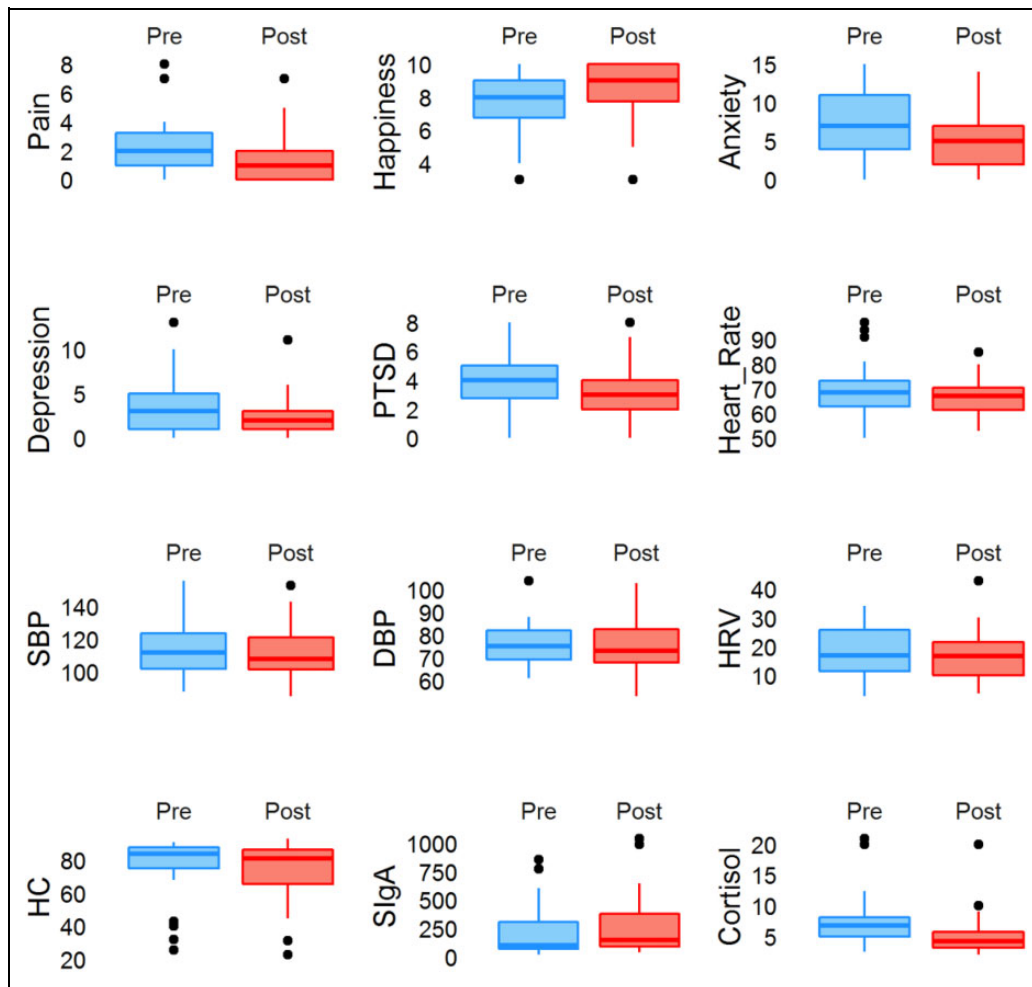 Pre Post
Pain
8
6
4
2
0
Pre Post
Happiness
10
8
6
4
Pre Post
Anxiety
15
10
5
0
Pre Post
Depression
10
5
0
Pre Post
PTSD
8
6
4
2
0
Pre Post
Heart_Rate
90
80
70
60
50
Pre Post
SBP
140
120
100
Pre Post
DBP
100
90
80
70
60
Pre Post
HRV
40
30
20
10
Pre Post
HC
80
60
40
20
Pre Post
SIgA
1000
750
500
250
0
Pre Post
Cortisol
20
15
10
5